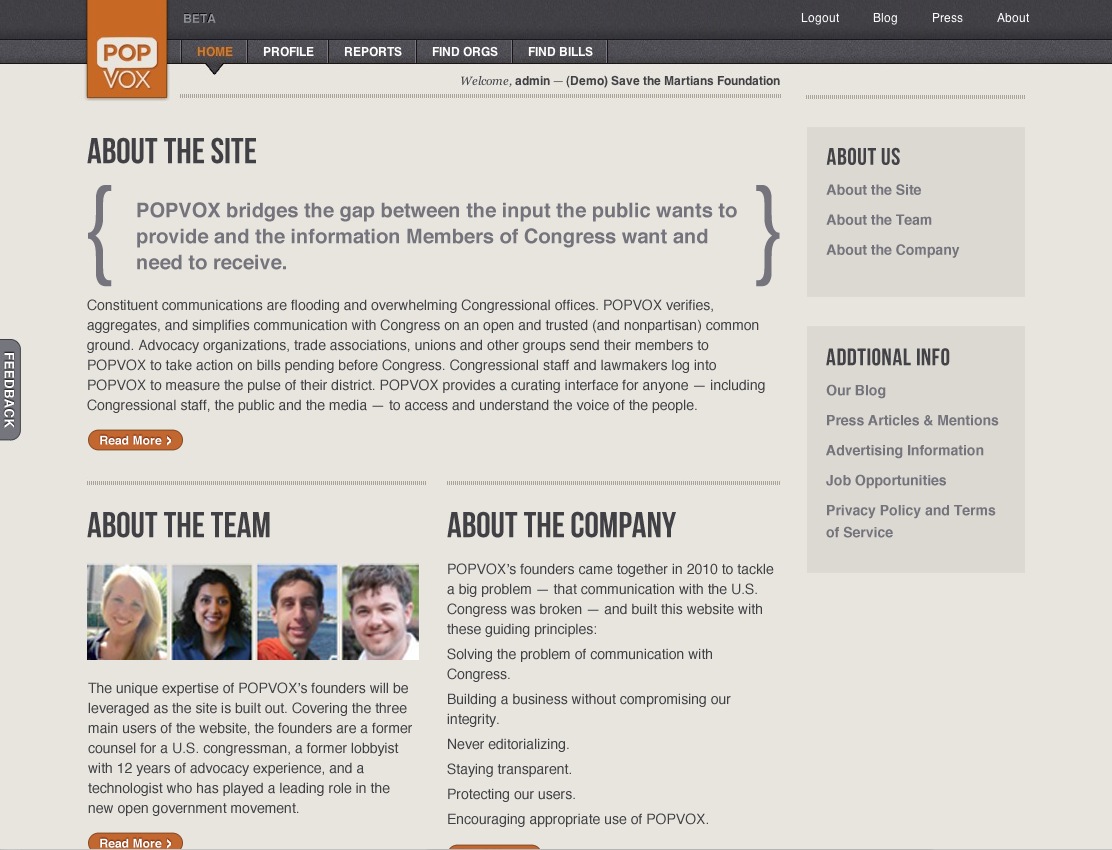 BETA
Logout Blog Press About
POP
VOX
HOME PROFILE REPORTS FIND ORGS FIND BILLS
Welcome, admin — (Demo) Save the Martians Foundation
ABOUT THE SITE
{ POPVOX bridges the gap between the input the public wants to }
provide and the information Members of Congress want and
need to receive.
Constituent communications are flooding and overwhelming Congressional offices. POPVOX verifies,
aggregates, and simplifies communication with Congress on an open and trusted (and nonpartisan) common
ground. Advocacy organizations, trade associations, unions and other groups send their members to
POPVOX to take action on bills pending before Congress. Congressional staff and lawmakers log into
POPVOX to measure the pulse of their district. POPVOX provides a curating interface for anyone — including
Congressional staff, the public and the media — to access and understand the voice of the people.
Read More ›
FEEDBACK
ABOUT THE TEAM
The unique expertise of POPVOX's founders will be
leveraged as the site is built out. Covering the three
main users of the website, the founders are a former
counsel for a U.S. congressman, a former lobbyist
with 12 years of advocacy experience, and a
technologist who has played a leading role in the
new open government movement.
Read More ›
ABOUT THE COMPANY
POPVOX's founders came together in 2010 to tackle
a big problem — that communication with the U.S.
Congress was broken — and built this website with
these guiding principles:
Solving the problem of communication with
Congress.
Building a business without compromising our
integrity.
Never editorializing.
Staying transparent.
Protecting our users.
Encouraging appropriate use of POPVOX.
ABOUT US
About the Site
About the Team
About the Company
ADDTIONAL INFO
Our Blog
Press Articles & Mentions
Advertising Information
Job Opportunities
Privacy Policy and Terms
of Service